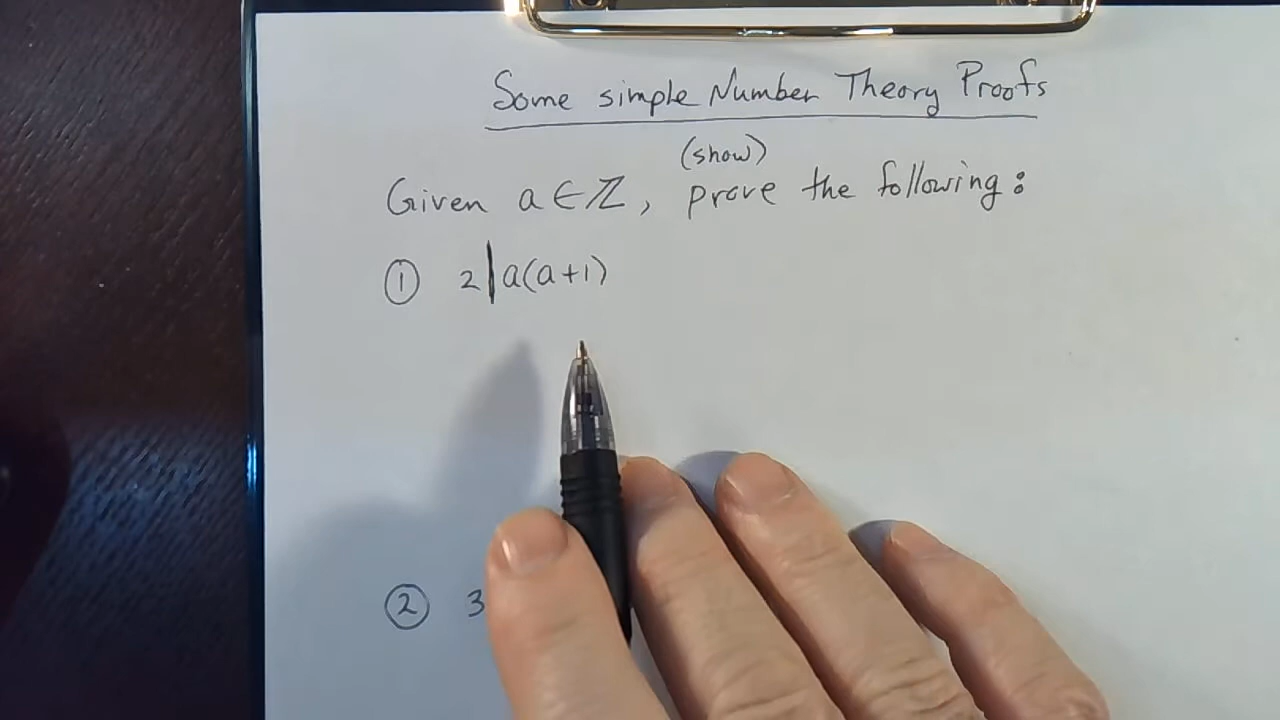 Some simple Number Theory Proofs
(show)
Given a ∈ ℤ, prove the following:
① 2|a(a+1)
② 3